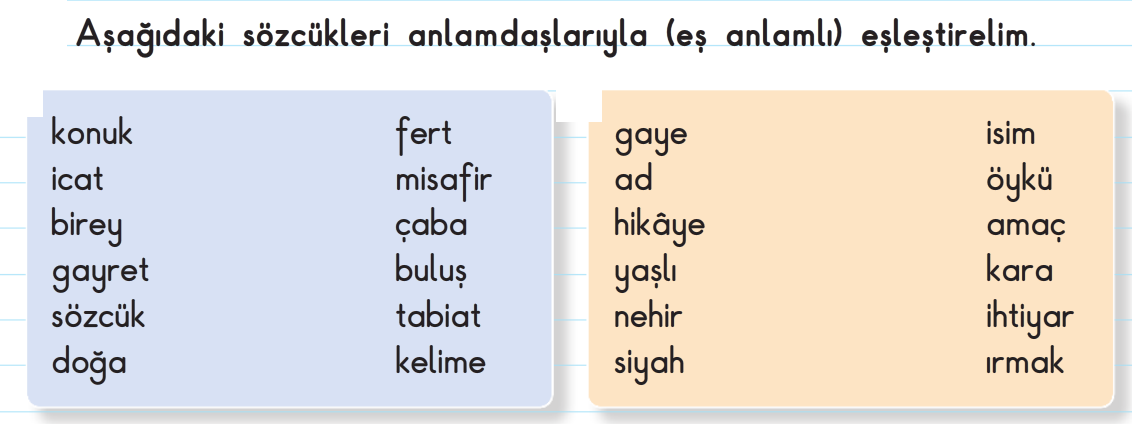 Aşağıdaki sözcükleri anlamdaşlarıyla (eş anlamlı) eşleştirelim.
konuk fert
icat misafir
birey çaba
gayret buluş
sözcük tabiat
doğa kelime
gaye isim
ad öykü
hikâye amaç
yaşlı kara
nehir ihtiyar
siyah ırmak